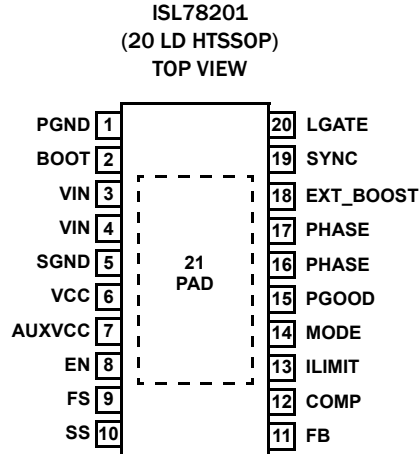 ISL78201
(20 LD HTSSOP)
TOP VIEW
PGND 1
BOOT 2
VIN 3
VIN 4
SGND 5
VCC 6
AUXVCC 7
EN 8
FS 9
SS 10
21
PAD
20 LGATE
19 SYNC
18 EXT_BOOST
17 PHASE
16 PHASE
15 PGOOD
14 MODE
13 ILIMIT
12 COMP
11 FB